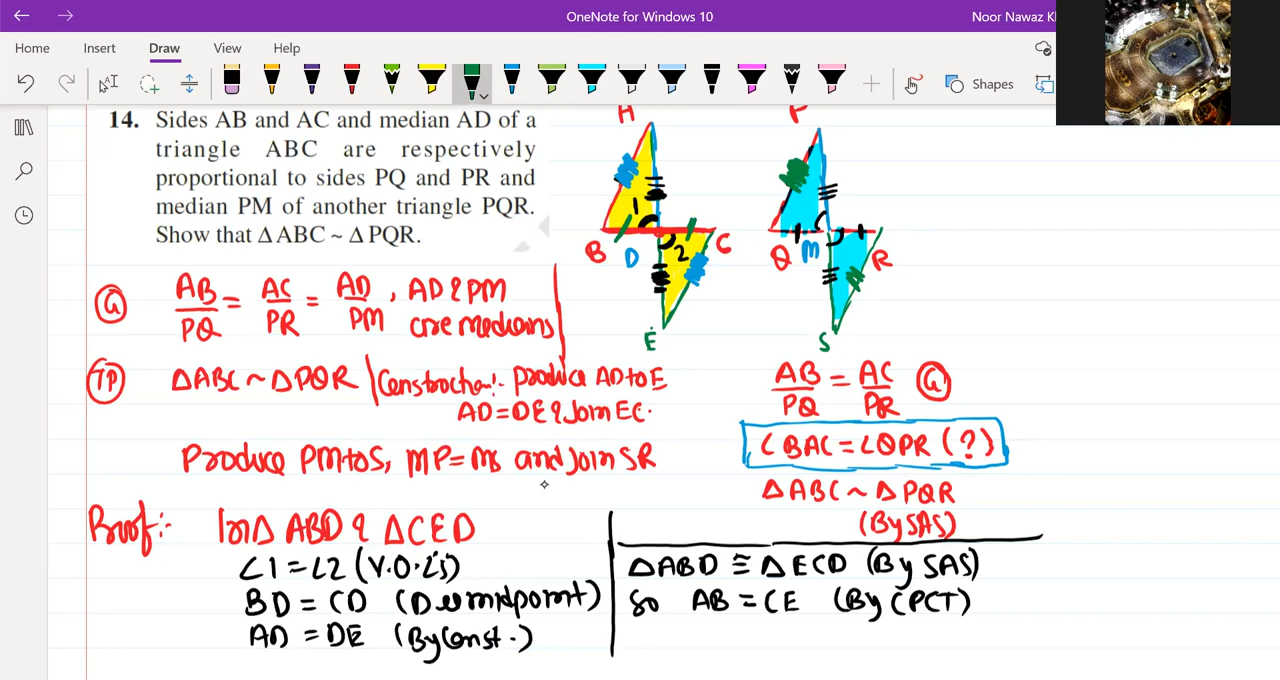 OneNote for Windows 10
Noor Nawaz Kh
Home Insert Draw View Help
Shapes
14. Sides AB and AC and median AD of a
triangle ABC are respectively
proportional to sides PQ and PR and
median PM of another triangle PQR.
Show that Δ ABC ~ Δ PQR.
A P
1
B D 2 C Q M R
E S
G AB/PQ = AC/PR = AD/PM , AD & PM
are medians
TP ΔABC ~ ΔPQR | Construction:- Produce AD to E
AD = DE & Join EC.
Produce PM to S, MP = MS and Join SR
AB/PQ = AC/PR G
∠BAC = ∠QPR (?)
ΔABC ~ ΔPQR
(By SAS)
Proof:- In Δ ABD & ΔCED
∠1 = ∠2 (V.O.∠'s)
BD = CD (D is midpoint)
AD = DE (By Const.)
ΔABD ≅ ΔECD (By SAS)
So AB = CE (By CPCT)